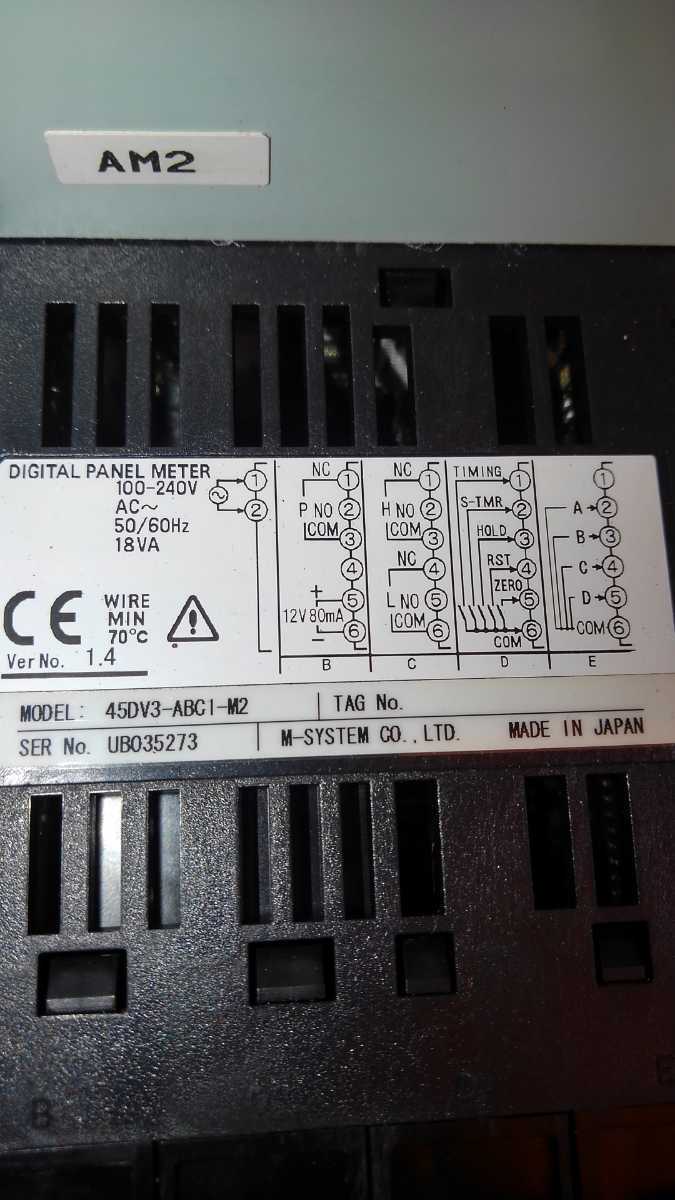 AM2
DIGITAL PANEL METER
100-240V
AC~
50/60Hz
18VA
CE
WIRE
MIN
70°C
Ver No. 1.4
① 
②
NC ①
P NO ②
COM ③
④
+ ⑤
12V 80mA
− ⑥
B
NC ①
H NO ②
COM ③
NC ④
L NO ⑤
COM ⑥
C
TIMING ①
S-TMR ②
HOLD ③
RST ④
ZERO ⑤
COM ⑥
D
①
A ②
B ③
C ④
D ⑤
COM ⑥
E
MODEL: 45DV3-ABC1-M2 TAG No.
SER No. UB035273 M-SYSTEM CO.,LTD. MADE IN JAPAN
B